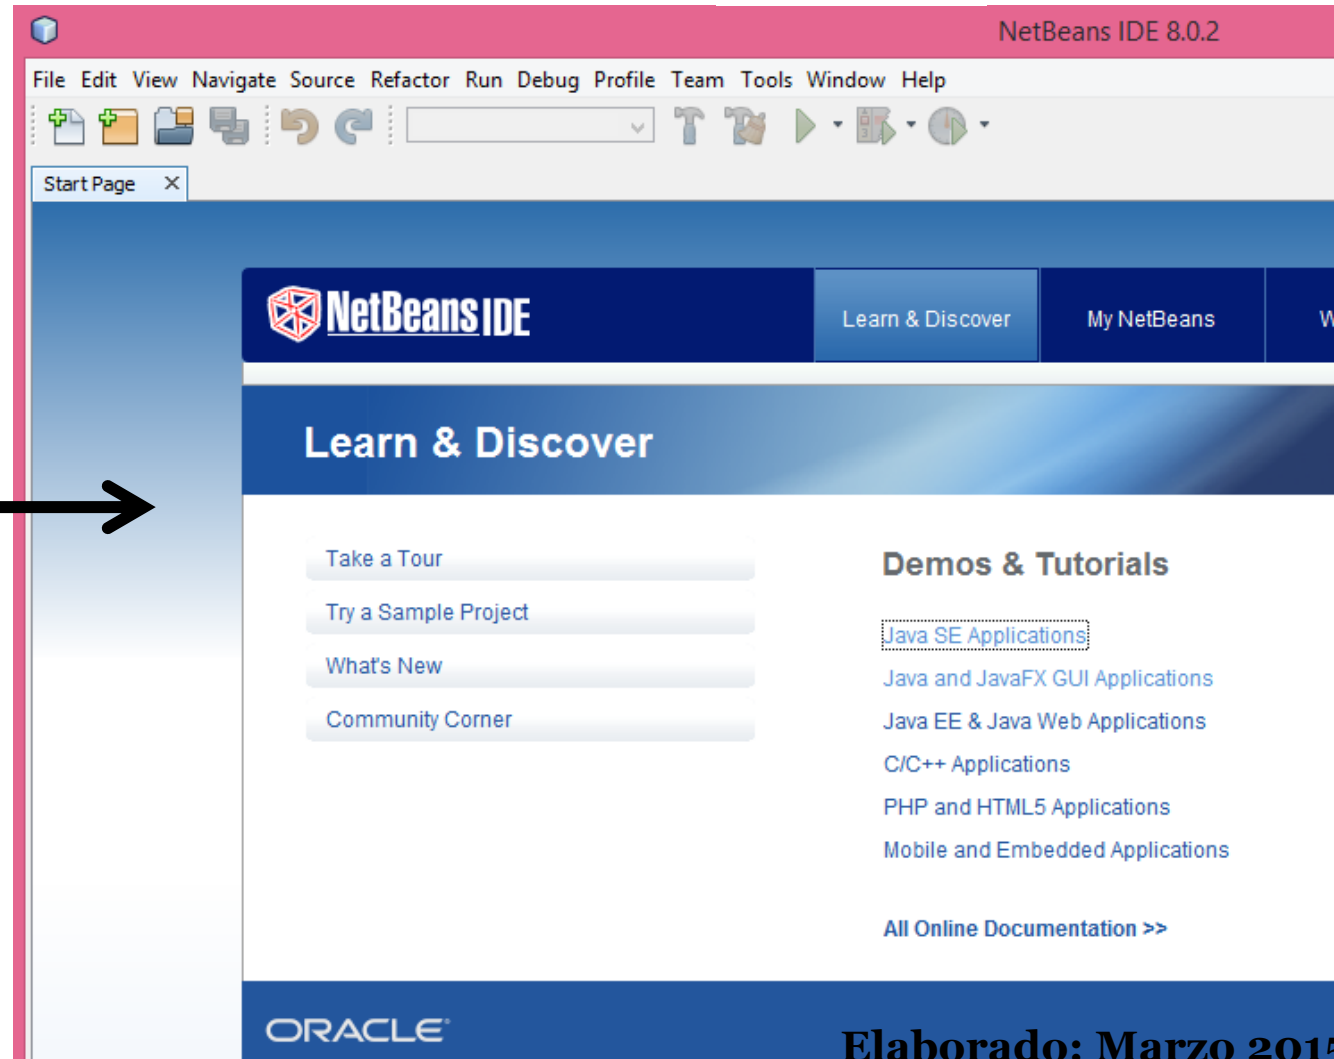 NetBeans IDE 8.0.2
File Edit View Navigate Source Refactor Run Debug Profile Team Tools Window Help
Start Page
NetBeans IDE
Learn & Discover
My NetBeans
Learn & Discover
Take a Tour
Try a Sample Project
What's New
Community Corner
Demos & Tutorials
Java SE Applications
Java and JavaFX GUI Applications
Java EE & Java Web Applications
C/C++ Applications
PHP and HTML5 Applications
Mobile and Embedded Applications
All Online Documentation >>
ORACLE
Elaborado: Marzo 2015